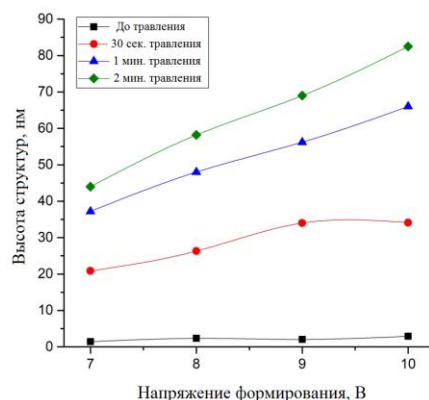 До травления
30 сек. травления
1 мин. травления
2 мин. травления
Высота структур, нм
90
80
70
60
50
40
30
20
10
0
7 8 9 10
Напряжение формирования, В